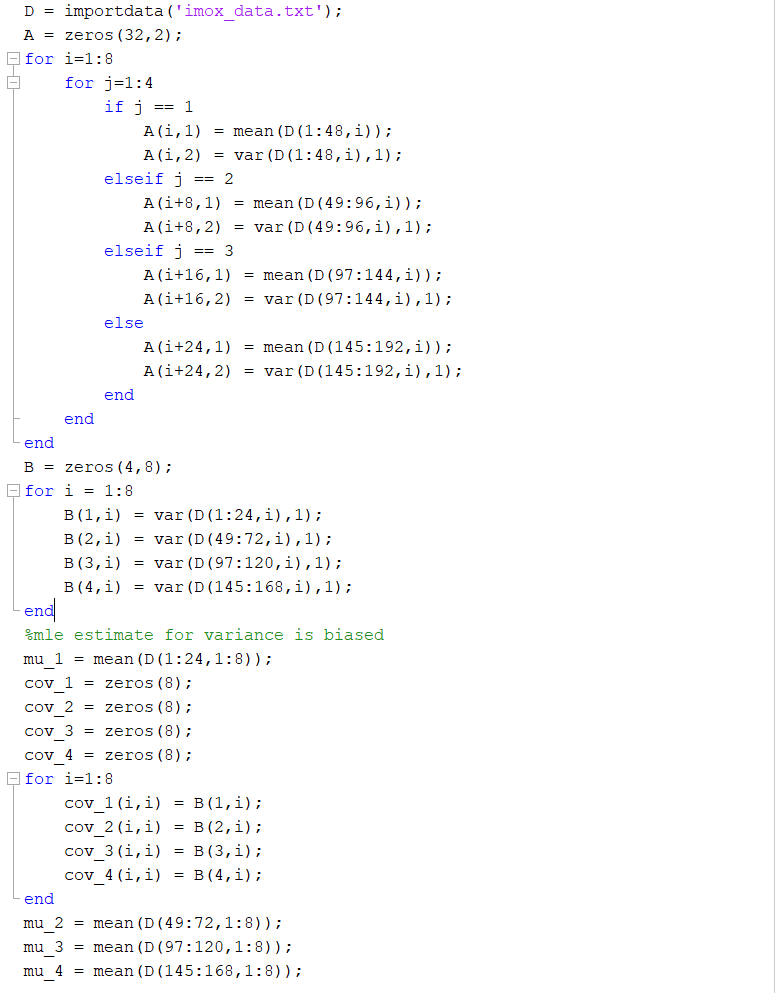 D = importdata('imox_data.txt');
A = zeros(32,2);
for i=1:8
    for j=1:4
        if j == 1
            A(i,1) = mean(D(1:48,i));
            A(i,2) = var(D(1:48,i),1);
        elseif j == 2
            A(i+8,1) = mean(D(49:96,i));
            A(i+8,2) = var(D(49:96,i),1);
        elseif j == 3
            A(i+16,1) = mean(D(97:144,i));
            A(i+16,2) = var(D(97:144,i),1);
        else
            A(i+24,1) = mean(D(145:192,i));
            A(i+24,2) = var(D(145:192,i),1);
        end
    end
end
B = zeros(4,8);
for i = 1:8
    B(1,i) = var(D(1:24,i),1);
    B(2,i) = var(D(49:72,i),1);
    B(3,i) = var(D(97:120,i),1);
    B(4,i) = var(D(145:168,i),1);
end
%mle estimate for variance is biased
mu_1 = mean(D(1:24,1:8));
cov_1 = zeros(8);
cov_2 = zeros(8);
cov_3 = zeros(8);
cov_4 = zeros(8);
for i=1:8
    cov_1(i,i) = B(1,i);
    cov_2(i,i) = B(2,i);
    cov_3(i,i) = B(3,i);
    cov_4(i,i) = B(4,i);
end
mu_2 = mean(D(49:72,1:8));
mu_3 = mean(D(97:120,1:8));
mu_4 = mean(D(145:168,1:8));